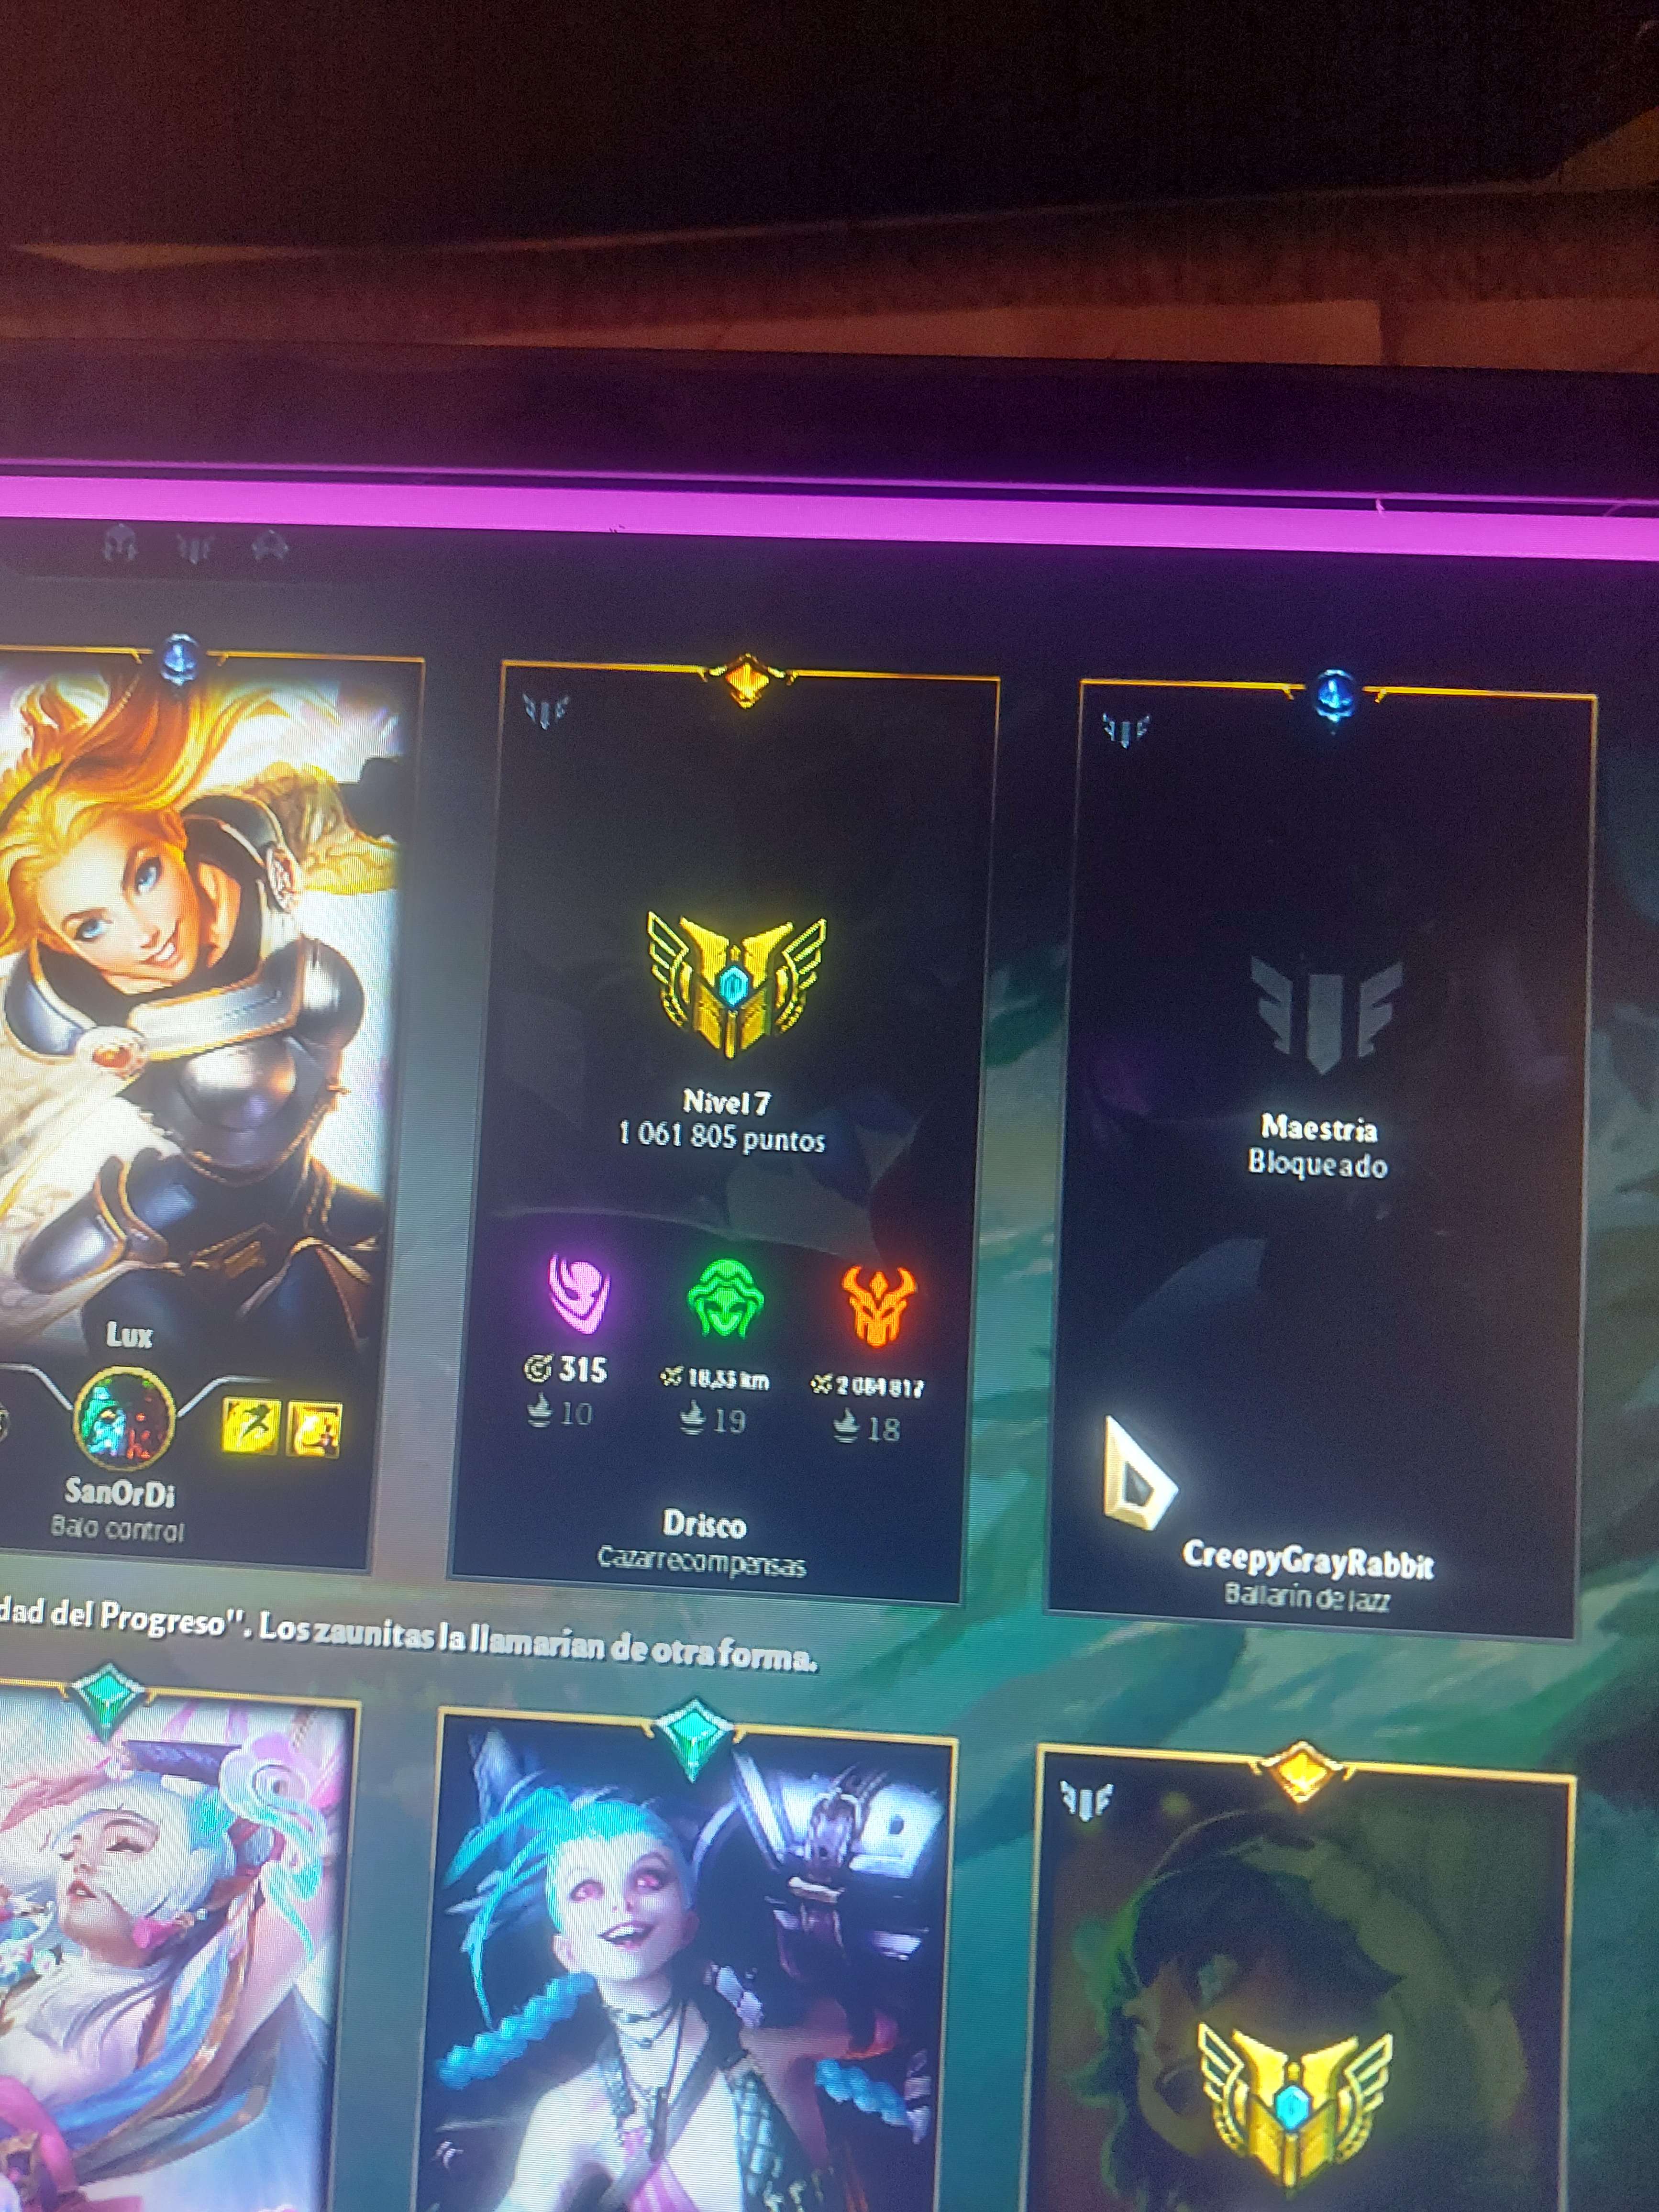 Lux
SanOrDi
Bajo control
Nivel 7
1 061 805 puntos
315
18,33 km
10
19
18
Drisco
Cazarrecompensas
Maestría
Bloqueado
CreepyGrayRabbit
Bailarín de jazz
dad del Progreso". Los zaunitas la llamarían de otra forma.